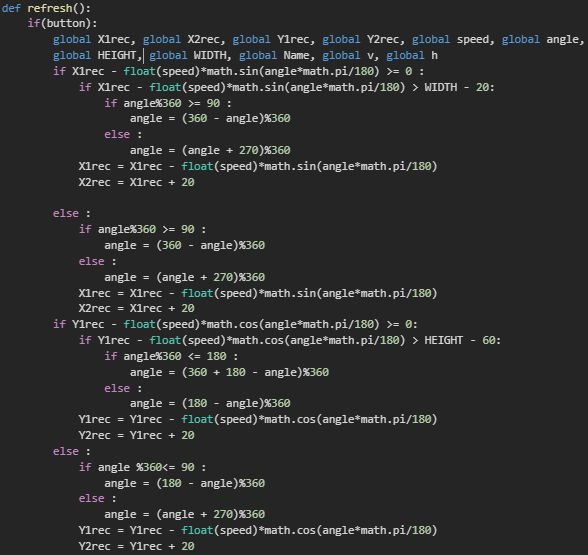 def refresh():
    if(button):
        global X1rec, global X2rec, global Y1rec, global Y2rec, global speed, global angle,
        global HEIGHT, global WIDTH, global Name, global v, global h
        if X1rec - float(speed)*math.sin(angle*math.pi/180) >= 0 :
            if X1rec - float(speed)*math.sin(angle*math.pi/180) > WIDTH - 20:
                if angle%360 >= 90 :
                    angle = (360 - angle)%360
                else :
                    angle = (angle + 270)%360
            X1rec = X1rec - float(speed)*math.sin(angle*math.pi/180)
            X2rec = X1rec + 20

        else :
            if angle%360 >= 90 :
                angle = (360 - angle)%360
            else :
                angle = (angle + 270)%360
            X1rec = X1rec - float(speed)*math.sin(angle*math.pi/180)
            X2rec = X1rec + 20
        if Y1rec - float(speed)*math.cos(angle*math.pi/180) >= 0:
            if Y1rec - float(speed)*math.cos(angle*math.pi/180) > HEIGHT - 60:
                if angle%360 <= 180 :
                    angle = (360 + 180 - angle)%360
                else :
                    angle = (180 - angle)%360
            Y1rec = Y1rec - float(speed)*math.cos(angle*math.pi/180)
            Y2rec = Y1rec + 20
        else :
            if angle %360<= 90 :
                angle = (180 - angle)%360
            else :
                angle = (angle + 270)%360
            Y1rec = Y1rec - float(speed)*math.cos(angle*math.pi/180)
            Y2rec = Y1rec + 20